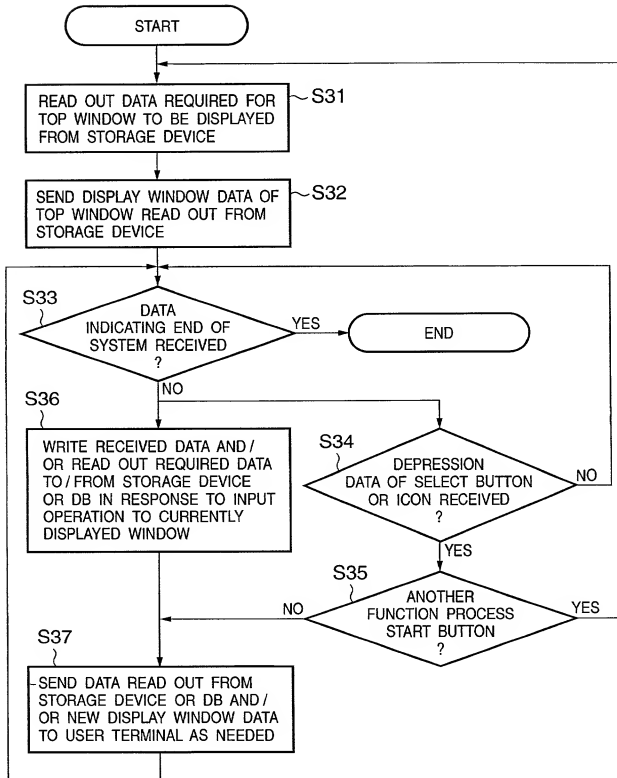 START
S31
READ OUT DATA REQUIRED FOR
TOP WINDOW TO BE DISPLAYED
FROM STORAGE DEVICE
S32
SEND DISPLAY WINDOW DATA OF
TOP WINDOW READ OUT FROM
STORAGE DEVICE
S33
DATA
INDICATING END OF
SYSTEM RECEIVED
?
YES
END
NO
S36
WRITE RECEIVED DATA AND/
OR READ OUT REQUIRED DATA
TO/FROM STORAGE DEVICE
OR DB IN RESPONSE TO INPUT
OPERATION TO CURRENTLY
DISPLAYED WINDOW
S34
DEPRESSION
DATA OF SELECT BUTTON
OR ICON RECEIVED
?
NO
YES
S35
ANOTHER
FUNCTION PROCESS
START BUTTON
?
NO
YES
S37
SEND DATA READ OUT FROM
STORAGE DEVICE OR DB AND/
OR NEW DISPLAY WINDOW DATA
TO USER TERMINAL AS NEEDED